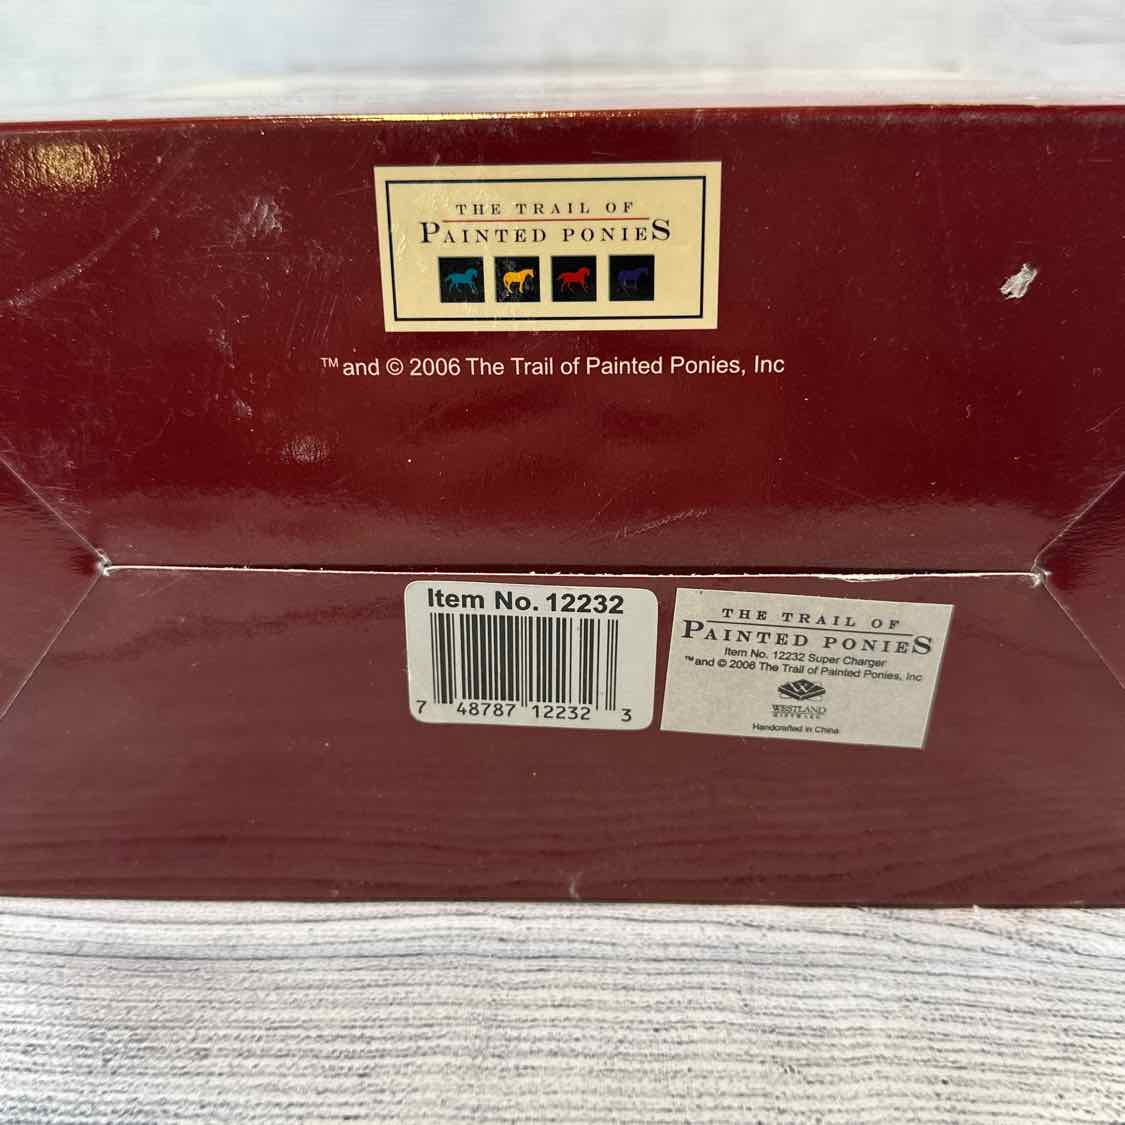 THE TRAIL OF
PAINTED PONIES
™ and © 2006 The Trail of Painted Ponies, Inc
Item No. 12232
7 48787 12232 3
THE TRAIL OF
PAINTED PONIES
Item No. 12232 Super Charger
™ and © 2006 The Trail of Painted Ponies, Inc
WESTLAND
GIFTWARE
Handcrafted in China